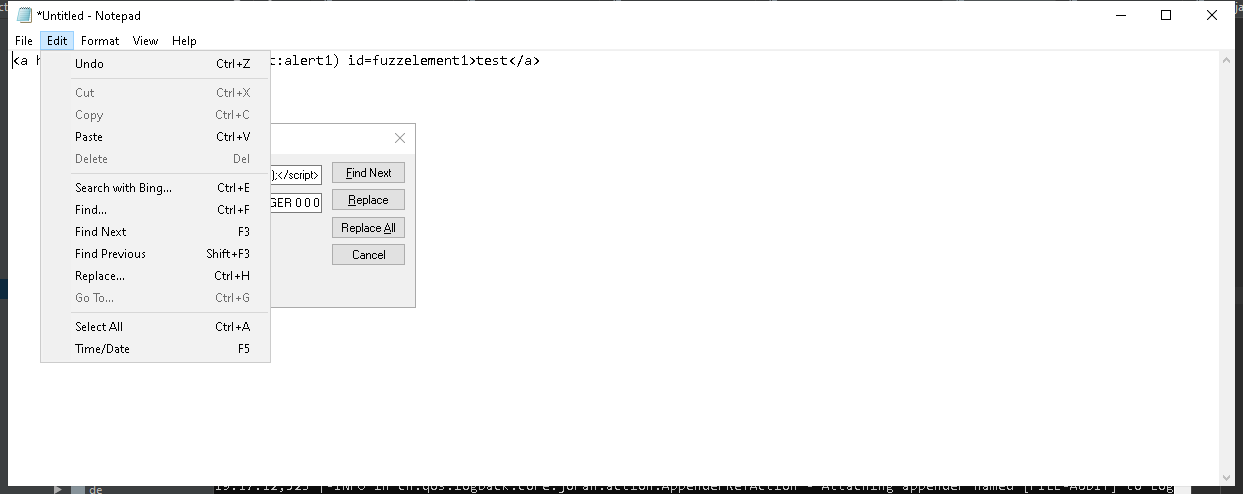 *Untitled - Notepad
File Edit Format View Help
<a h t:alert1) id=fuzzelement1>test</a>
Undo Ctrl+Z
Cut Ctrl+X
Copy Ctrl+C
Paste Ctrl+V
Delete Del
Search with Bing... Ctrl+E
Find... Ctrl+F
Find Next F3
Find Previous Shift+F3
Replace... Ctrl+H
Go To... Ctrl+G
Select All Ctrl+A
Time/Date F5
);</script> Find Next
GER 0 0 0 Replace
Replace All
Cancel
de
19:17:12,525 |-INFO in ch.qos.logback.core.joran.action.AppenderRefAction - Attaching appender named [FILE-AUDIT] to Log